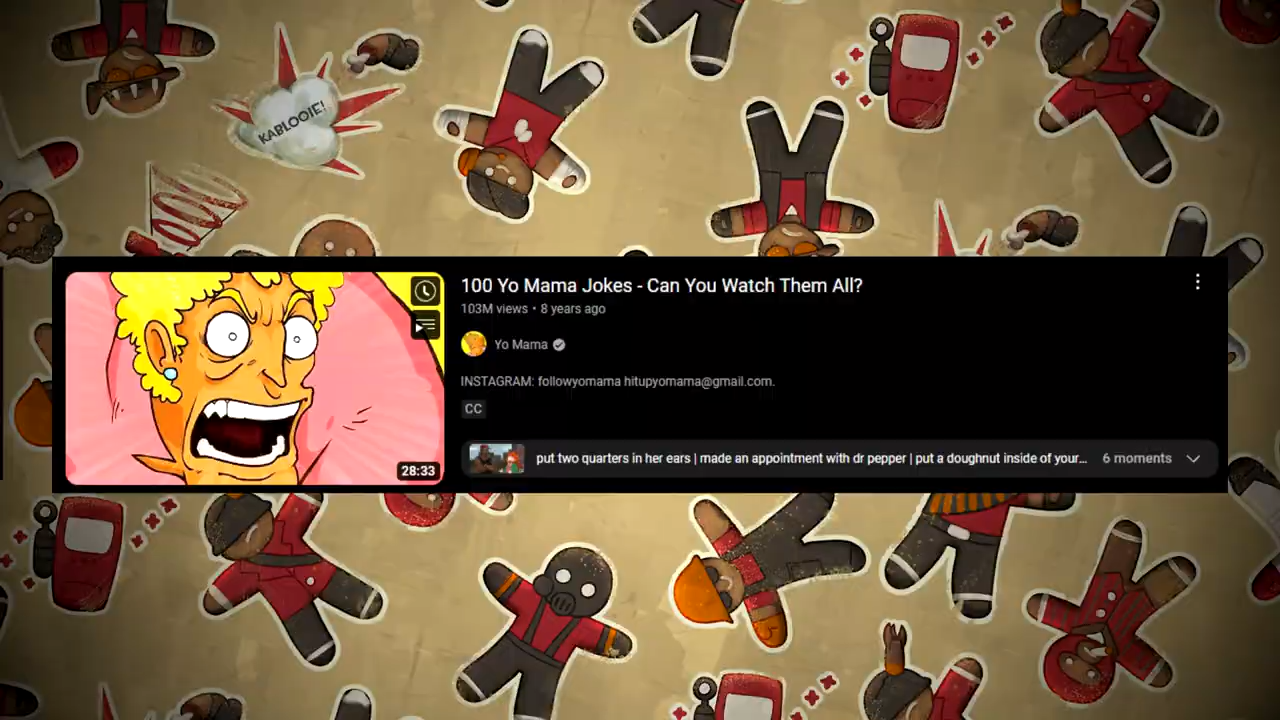 KABLOOIE!
100 Yo Mama Jokes - Can You Watch Them All?
103M views • 8 years ago
Yo Mama
INSTAGRAM: followyomama hitupyomama@gmail.com.
CC
28:33
put two quarters in her ears | made an appointment with dr pepper | put a doughnut inside of your... 6 moments